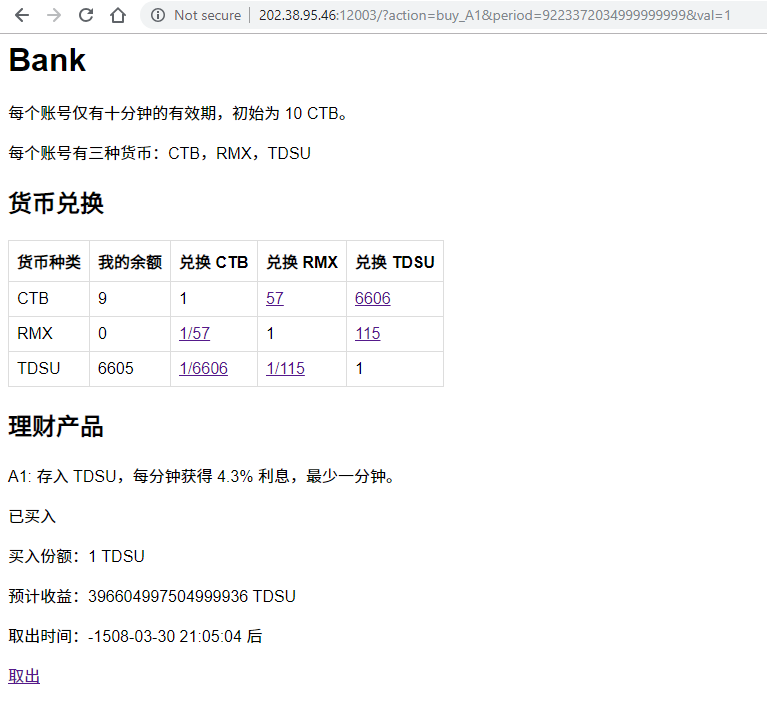 Not secure | 202.38.95.46:12003/?action=buy_A1&period=9223372034999999999&val=1
Bank
每个账号仅有十分钟的有效期，初始为 10 CTB。
每个账号有三种货币：CTB，RMX，TDSU
货币兑换
货币种类 我的余额 兑换 CTB 兑换 RMX 兑换 TDSU
CTB 9 1 57 6606
RMX 0 1/57 1 115
TDSU 6605 1/6606 1/115 1
理财产品
A1: 存入 TDSU，每分钟获得 4.3% 利息，最少一分钟。
已买入
买入份额：1 TDSU
预计收益：396604997504999936 TDSU
取出时间：-1508-03-30 21:05:04 后
取出